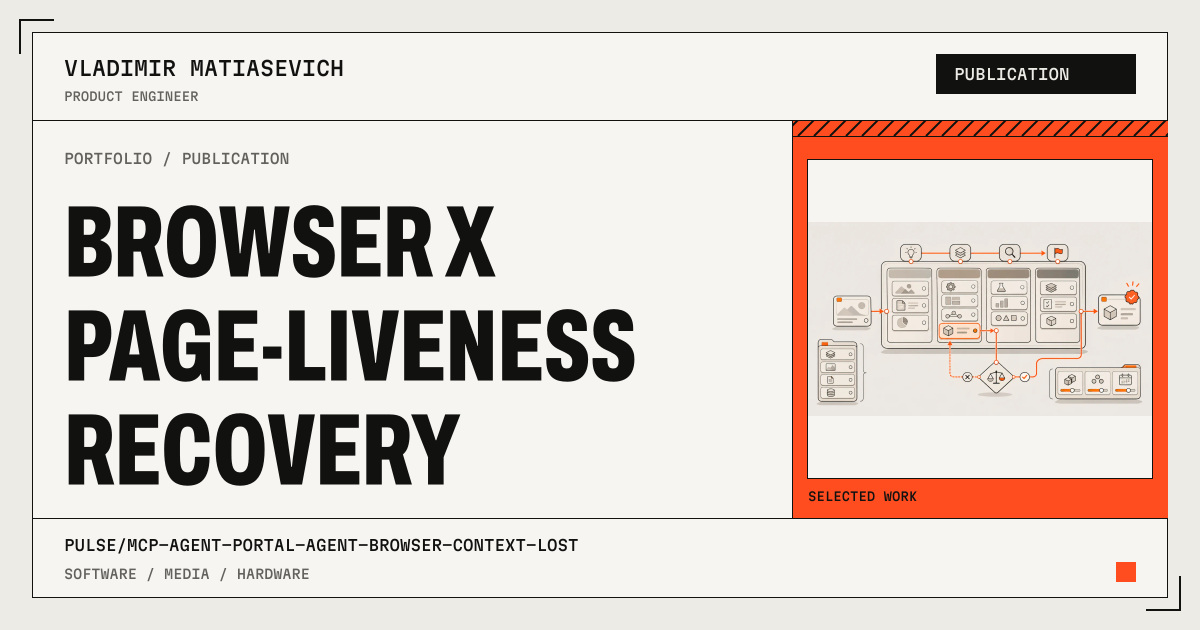 VLADIMIR MATIASEVICH
PRODUCT ENGINEER
PUBLICATION
PORTFOLIO / PUBLICATION
BROWSER X
PAGE-LIVENESS
RECOVERY
SELECTED WORK
PULSE/MCP-AGENT-PORTAL-AGENT-BROWSER-CONTEXT-LOST
SOFTWARE / MEDIA / HARDWARE